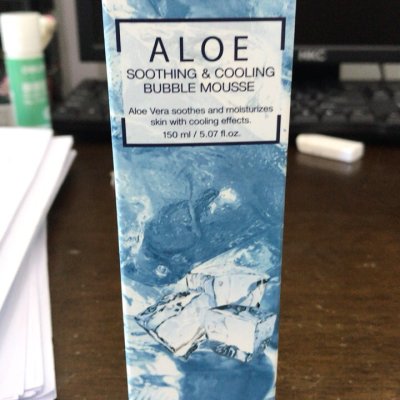 ALOE
SOOTHING & COOLING
BUBBLE MOUSSE
Aloe Vera soothes and moisturizes
skin with cooling effects.
150 ml / 5.07 fl.oz.